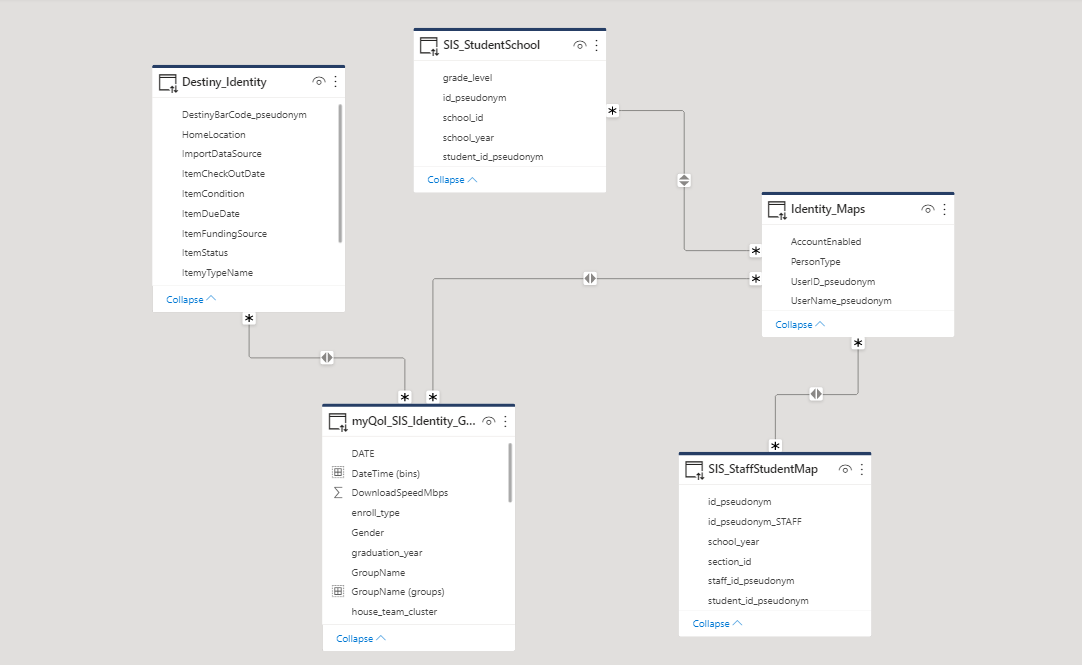 SIS_StudentSchool
grade_level
id_pseudonym
school_id
school_year
student_id_pseudonym
Collapse
Destiny_Identity
DestinyBarCode_pseudonym
HomeLocation
ImportDataSource
ItemCheckOutDate
ItemCondition
ItemDueDate
ItemFundingSource
ItemStatus
ItemyTypeName
Collapse
Identity_Maps
AccountEnabled
PersonType
UserID_pseudonym
UserName_pseudonym
Collapse
myQoI_SIS_Identity_G...
DATE
DateTime (bins)
DownloadSpeedMbps
enroll_type
Gender
graduation_year
GroupName
GroupName (groups)
house_team_cluster
Collapse
SIS_StaffStudentMap
id_pseudonym
id_pseudonym_STAFF
school_year
section_id
staff_id_pseudonym
student_id_pseudonym
Collapse